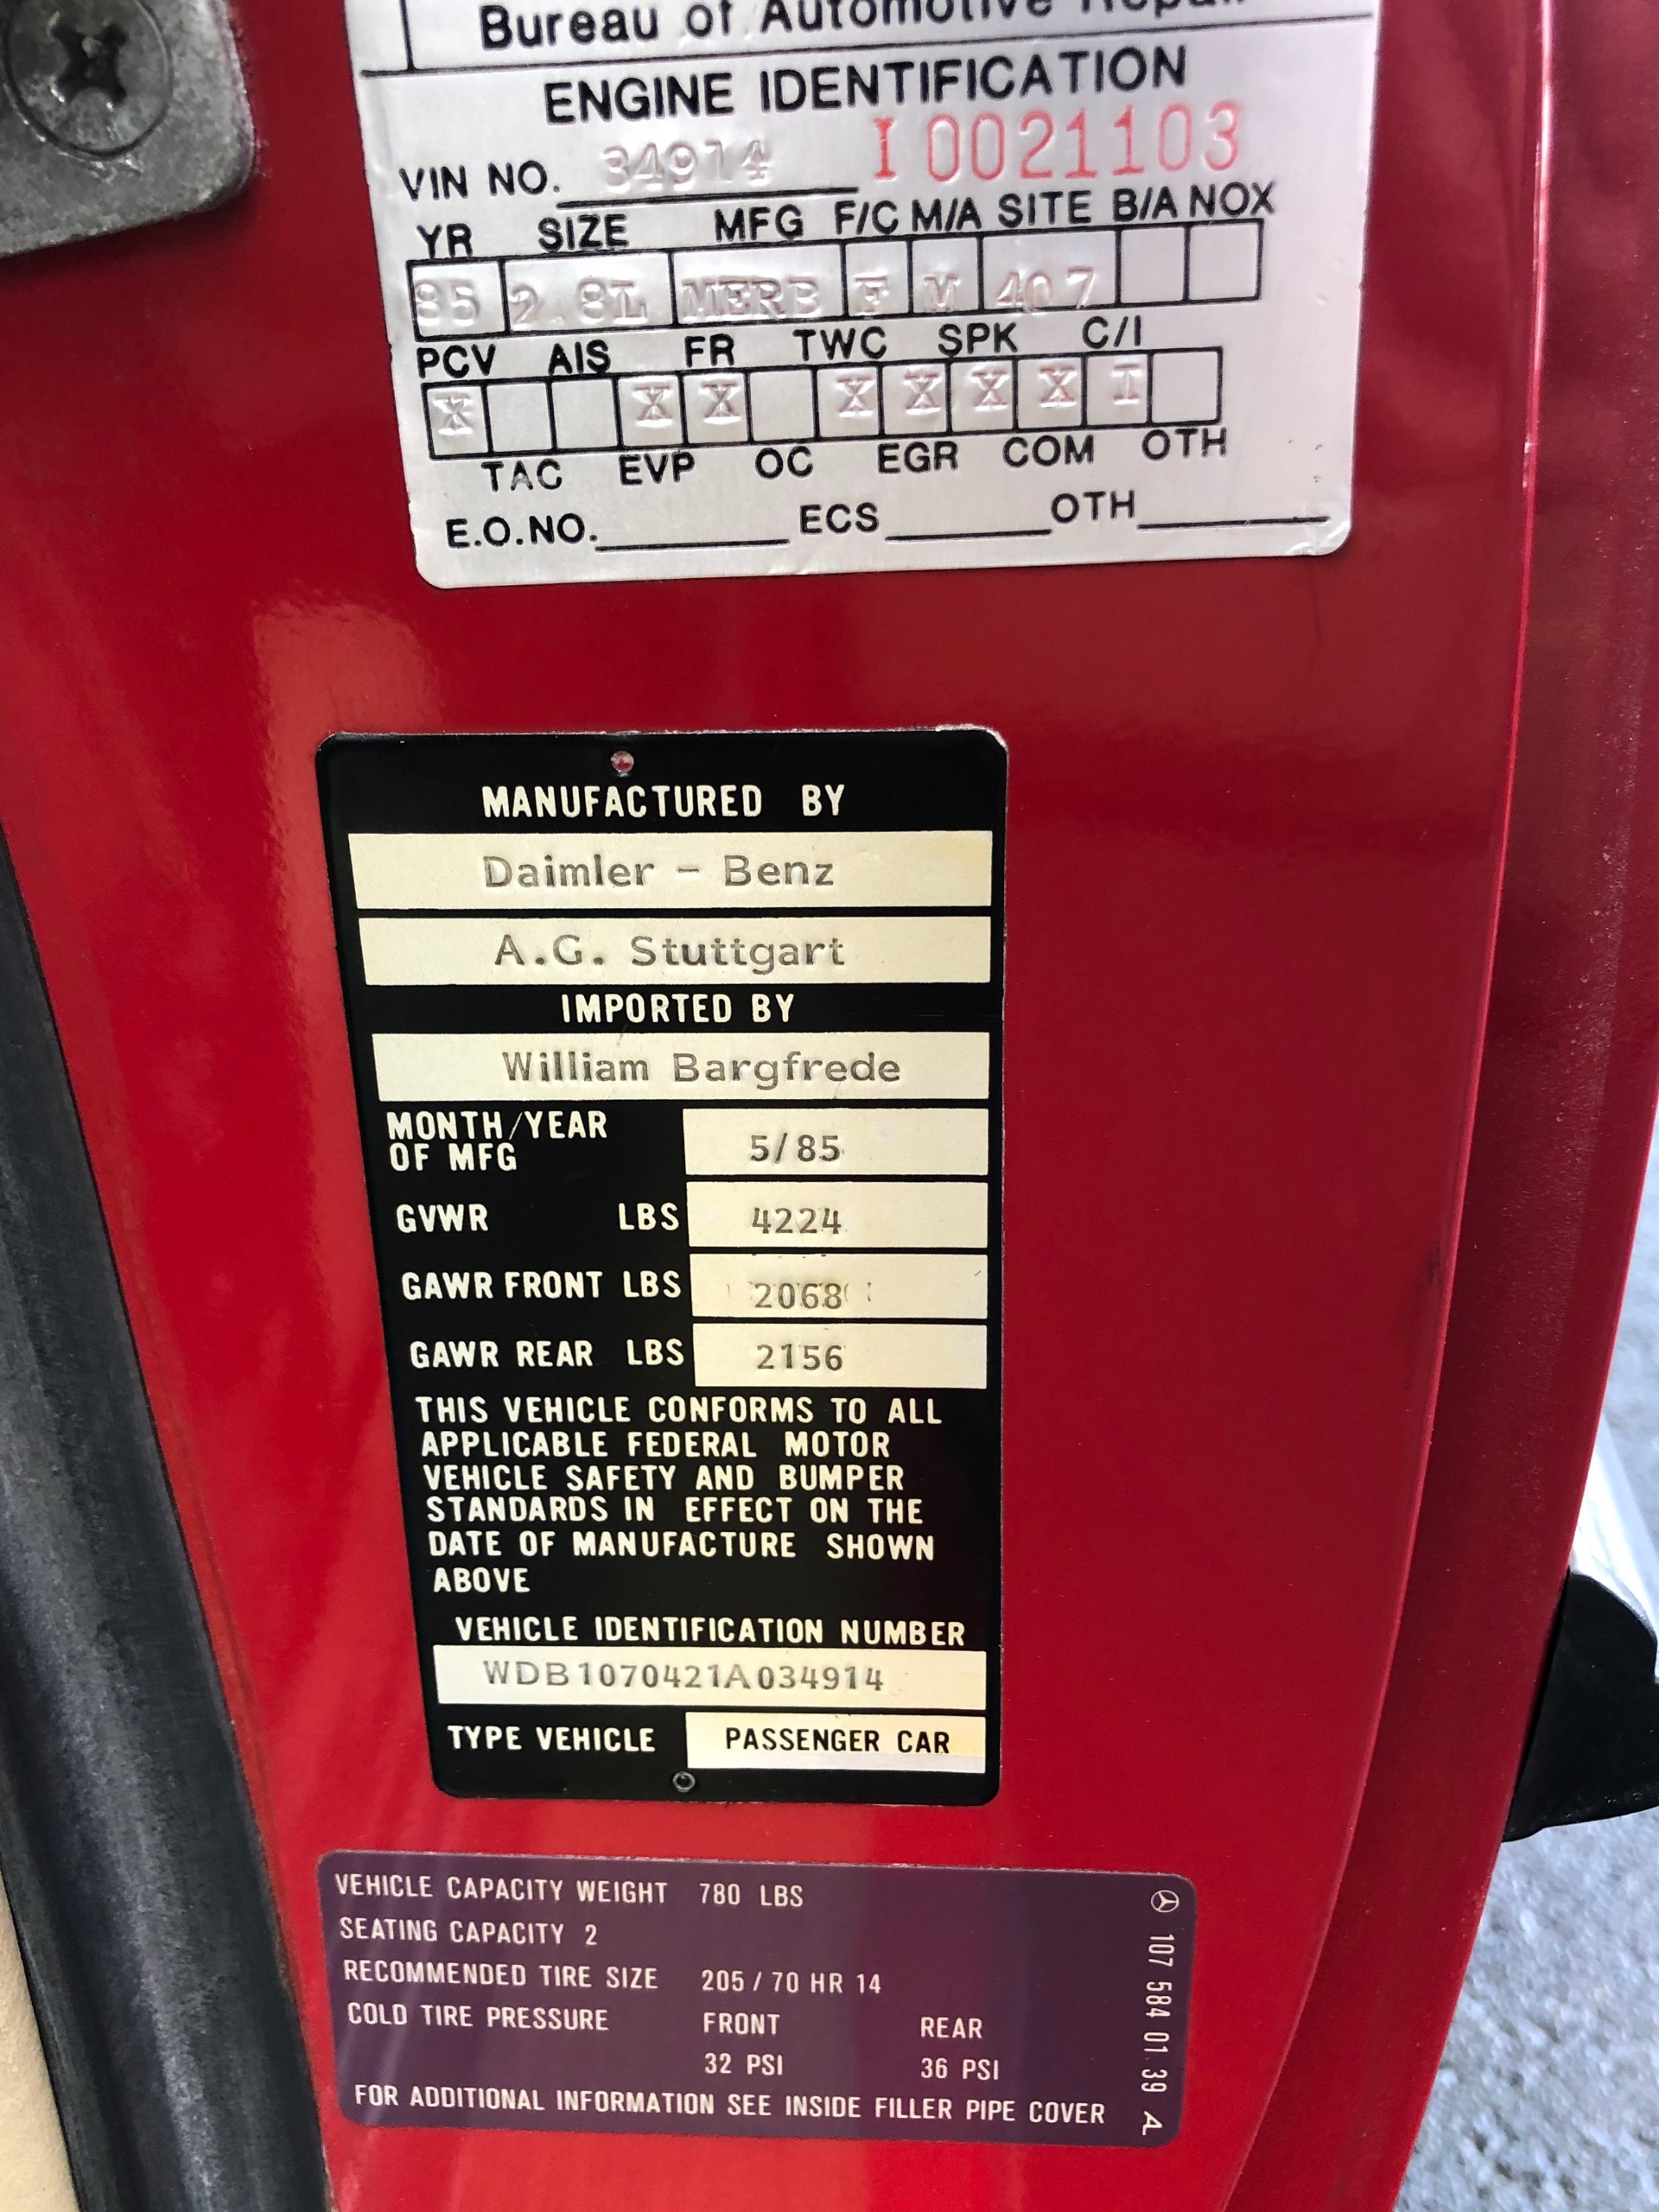 Bureau of Automotive Repair
ENGINE IDENTIFICATION
VIN NO. 34914 I 0021103
YR SIZE MFG F/C M/A SITE B/A NOX
85 2.8L MERB F M 407
PCV AIS FR TWC SPK C/I
X X X X X X X I
TAC EVP OC EGR COM OTH
E.O.NO. ECS OTH
MANUFACTURED BY
Daimler - Benz
A.G. Stuttgart
IMPORTED BY
William Bargfrede
MONTH/YEAR
OF MFG 5/85
GVWR LBS 4224
GAWR FRONT LBS 2068
GAWR REAR LBS 2156
THIS VEHICLE CONFORMS TO ALL
APPLICABLE FEDERAL MOTOR
VEHICLE SAFETY AND BUMPER
STANDARDS IN EFFECT ON THE
DATE OF MANUFACTURE SHOWN
ABOVE
VEHICLE IDENTIFICATION NUMBER
WDB1070421A034914
TYPE VEHICLE PASSENGER CAR
VEHICLE CAPACITY WEIGHT 780 LBS
SEATING CAPACITY 2
RECOMMENDED TIRE SIZE 205 / 70 HR 14
COLD TIRE PRESSURE FRONT REAR
32 PSI 36 PSI
FOR ADDITIONAL INFORMATION SEE INSIDE FILLER PIPE COVER
107 584 01 39 A